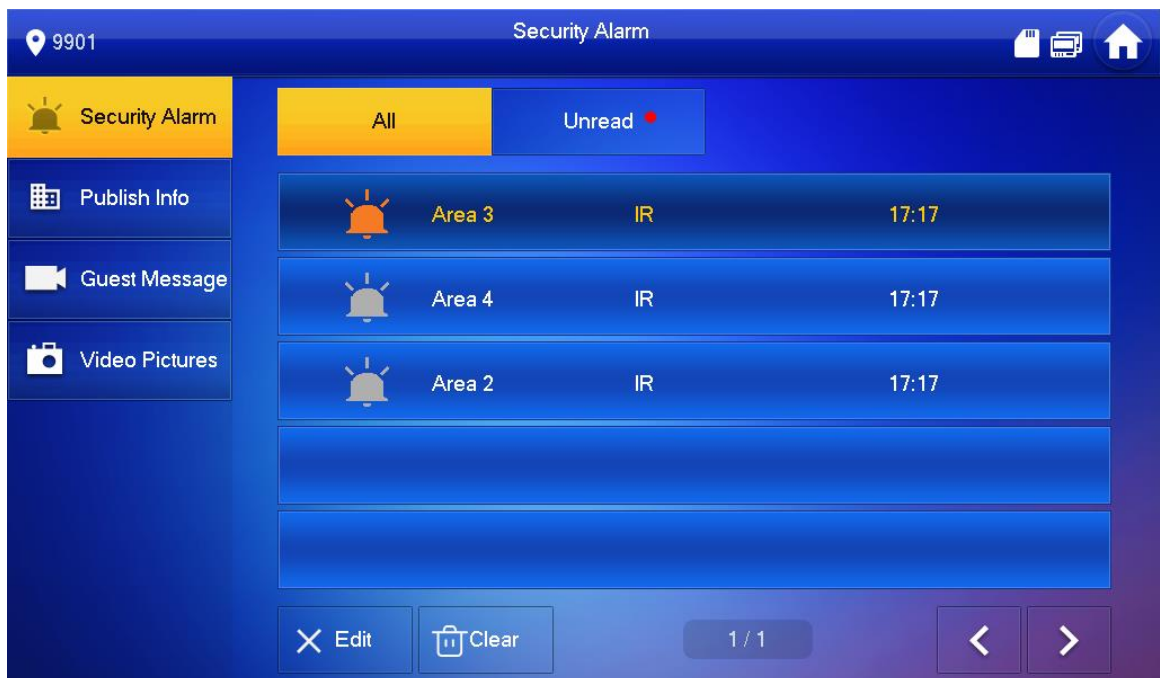 9901
Security Alarm
Security Alarm
All
Unread
Publish Info
Area 3 IR 17:17
Guest Message
Area 4 IR 17:17
Video Pictures
Area 2 IR 17:17
Edit
Clear
1 / 1